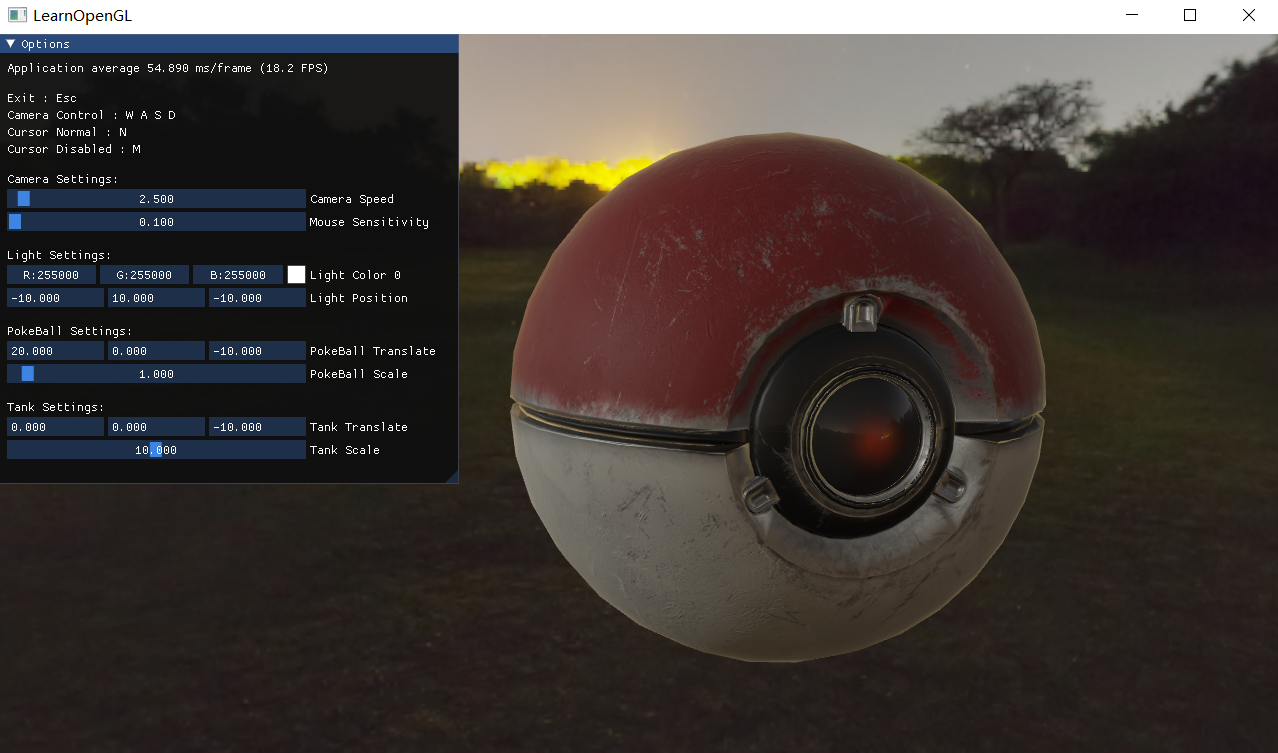 LearnOpenGL
Options
Application average 54.890 ms/frame (18.2 FPS)
Exit : Esc
Camera Control : W A S D
Cursor Normal : N
Cursor Disabled : M
Camera Settings:
2.500 Camera Speed
0.100 Mouse Sensitivity
Light Settings:
R:255000 G:255000 B:255000 Light Color 0
-10.000 10.000 -10.000 Light Position
PokeBall Settings:
20.000 0.000 -10.000 PokeBall Translate
1.000 PokeBall Scale
Tank Settings:
0.000 0.000 -10.000 Tank Translate
10.000 Tank Scale